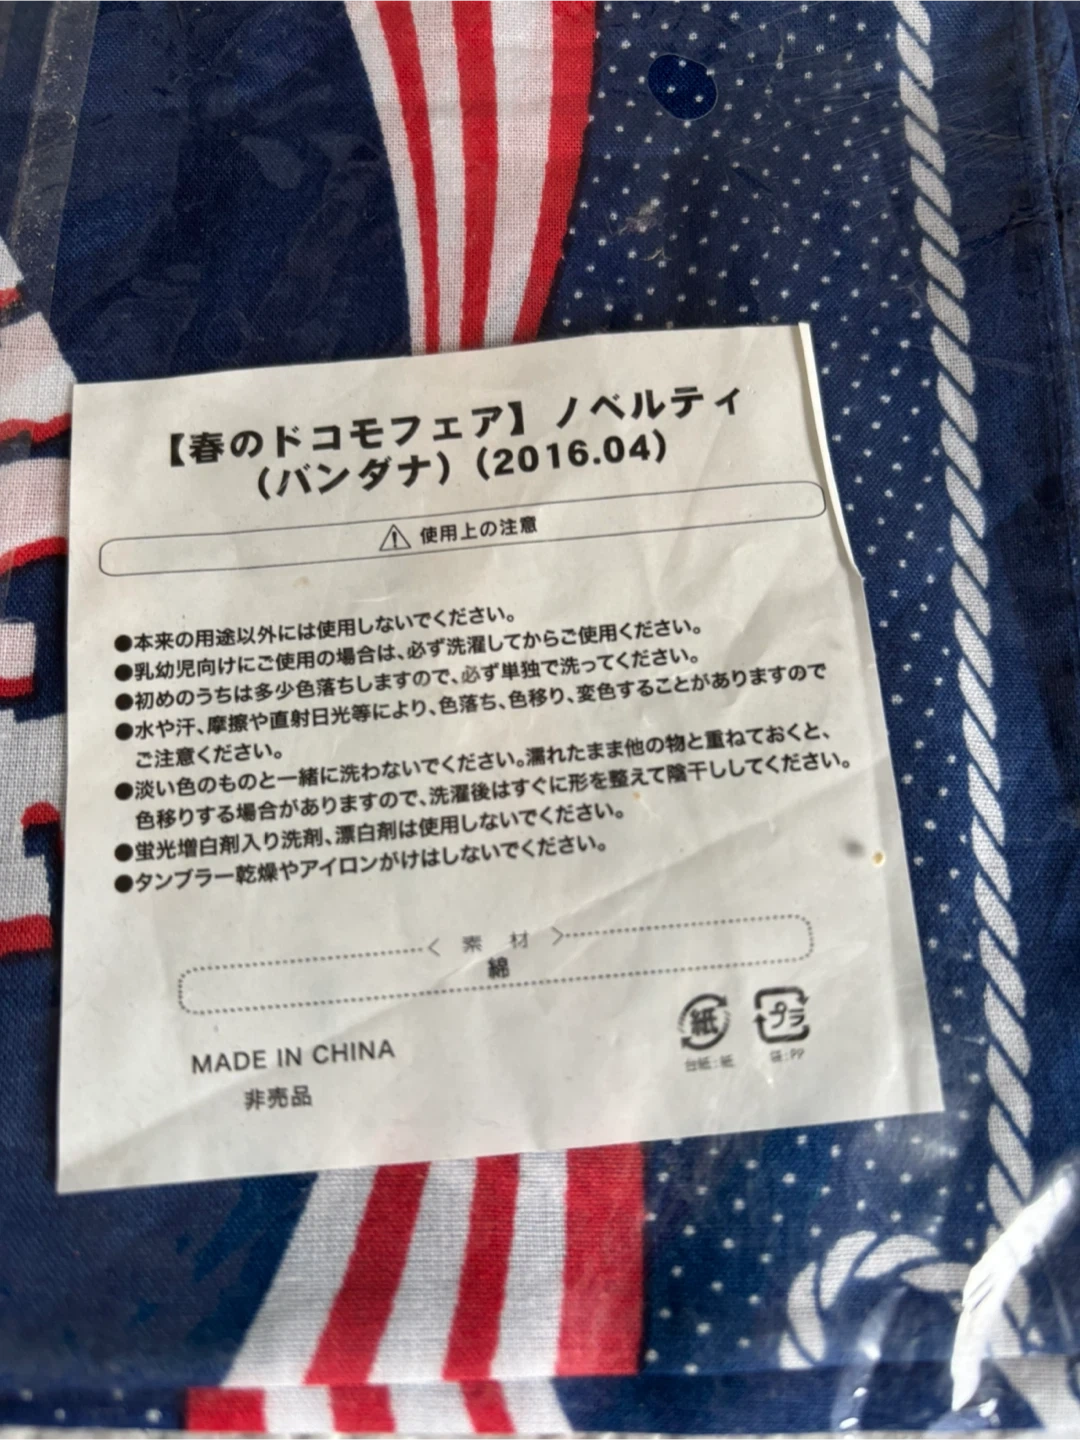 【春のドコモフェア】ノベルティ
(バンダナ)(2016.04)
使用上の注意
●本来の用途以外には使用しないでください。
●乳幼児向けにご使用の場合は、必ず洗濯してからご使用ください。
●初めのうちは多少色落ちしますので、必ず単独で洗ってください。
●水や汗、摩擦や直射日光等により、色落ち、色移り、変色することがありますので
ご注意ください。
●淡い色のものと一緒に洗わないでください。濡れたまま他の物と重ねておくと、
色移りする場合がありますので、洗濯後はすぐに形を整えて陰干ししてください。
●蛍光増白剤入り洗剤、漂白剤は使用しないでください。
●タンブラー乾燥やアイロンがけはしないでください。
〈 素 材 〉
綿
紙 プラ
台紙:紙 袋:PP
MADE IN CHINA
非売品